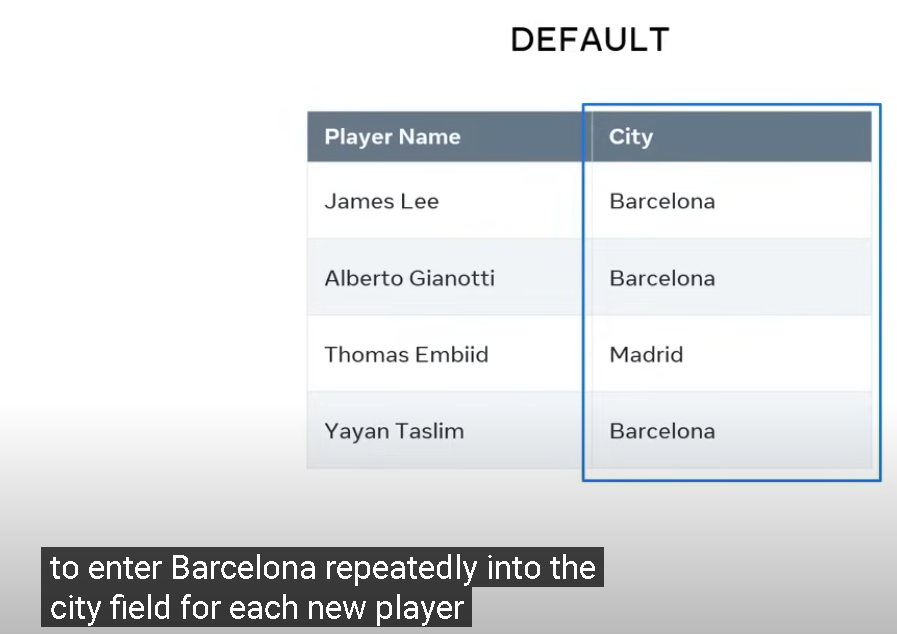 DEFAULT
Player Name City
James Lee Barcelona
Alberto Gianotti Barcelona
Thomas Embiid Madrid
Yayan Taslim Barcelona
to enter Barcelona repeatedly into the
city field for each new player